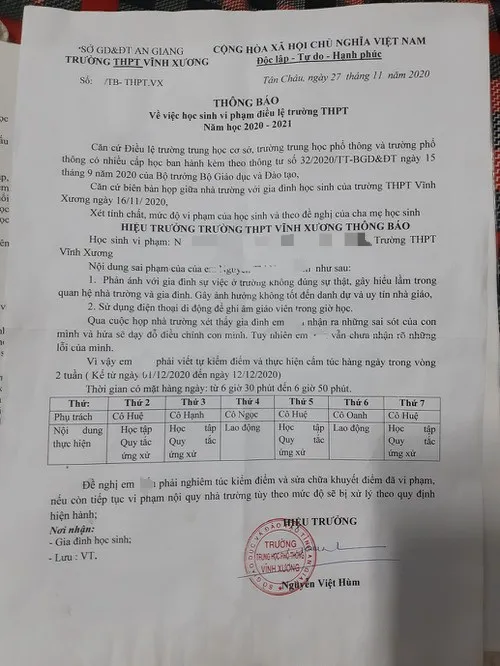 SỞ GD&ĐT AN GIANG
TRƯỜNG THPT VĨNH XƯƠNG
CỘNG HÒA XÃ HỘI CHỦ NGHĨA VIỆT NAM
Độc lập - Tự do - Hạnh phúc
Số: /TB- THPT.VX
Tân Châu, ngày 27 tháng 11 năm 2020
THÔNG BÁO
Về việc học sinh vi phạm điều lệ trường THPT
Năm học 2020 - 2021
Căn cứ Điều lệ trường trung học cơ sở, trường trung học phổ thông và trường phổ
thông có nhiều cấp học ban hành kèm theo thông tư số 32/2020/TT-BGD&ĐT ngày 15
tháng 9 năm 2020 của Bộ trưởng Bộ Giáo dục và Đào tạo,
Căn cứ biên bản họp giữa nhà trường với gia đình học sinh của trường THPT Vĩnh
Xương ngày 16/11/ 2020,
Xét tính chất, mức độ vi phạm của học sinh và theo đề nghị của cha mẹ học sinh
HIỆU TRƯỞNG TRƯỜNG THPT VĨNH XƯƠNG THÔNG BÁO
Học sinh vi phạm: N Trường THPT
Vĩnh Xương
Nội dung sai phạm của của em Nguyễn như sau:
1. Phản ánh với gia đình sự việc ở trường không đúng sự thật, gây hiểu lầm trong
quan hệ nhà trường và gia đình. Gây ảnh hưởng không tốt đến danh dự và uy tín nhà giáo,
2. Sử dụng điện thoại di động để ghi âm giáo viên trong giờ học.
Qua cuộc họp nhà trường xét thấy gia đình em nhận ra những sai sót của con
mình và hứa sẽ dạy dỗ điều chỉnh con mình. Tuy nhiên em vẫn chưa nhận rõ những
lỗi của mình.
Vì vậy em phải viết tự kiểm điểm và thực hiện cấm túc hàng ngày trong vòng
2 tuần ( Kể từ ngày 01/12/2020 đến ngày 12/12/2020)
Thời gian có mặt hàng ngày: từ 6 giờ 30 phút đến 6 giờ 50 phút.
Thứ: Thứ 2 Thứ 3 Thứ 4 Thứ 5 Thứ 6 Thứ 7
Phụ trách Cô Huệ Cô Hạnh Cô Ngọc Cô Huệ Cô Oanh Cô Huệ
Nội dung Học tập Học tập Lao động Học tập Lao động Học tập
thực hiện Quy tắc Quy tắc Quy tắc Quy tắc
ứng xử ứng xử ứng xử ứng xử
Đề nghị em phải nghiêm túc kiểm điểm và sửa chữa khuyết điểm đã vi phạm,
nếu còn tiếp tục vi phạm nội quy nhà trường tùy theo mức độ sẽ bị xử lý theo quy định
hiện hành;
Nơi nhận:
- Gia đình học sinh;
- Lưu : VT.
HIỆU TRƯỞNG
TRƯỜNG
TRUNG HỌC PHỔ THÔNG
VĨNH XƯƠNG
Nguyễn Việt Hùm